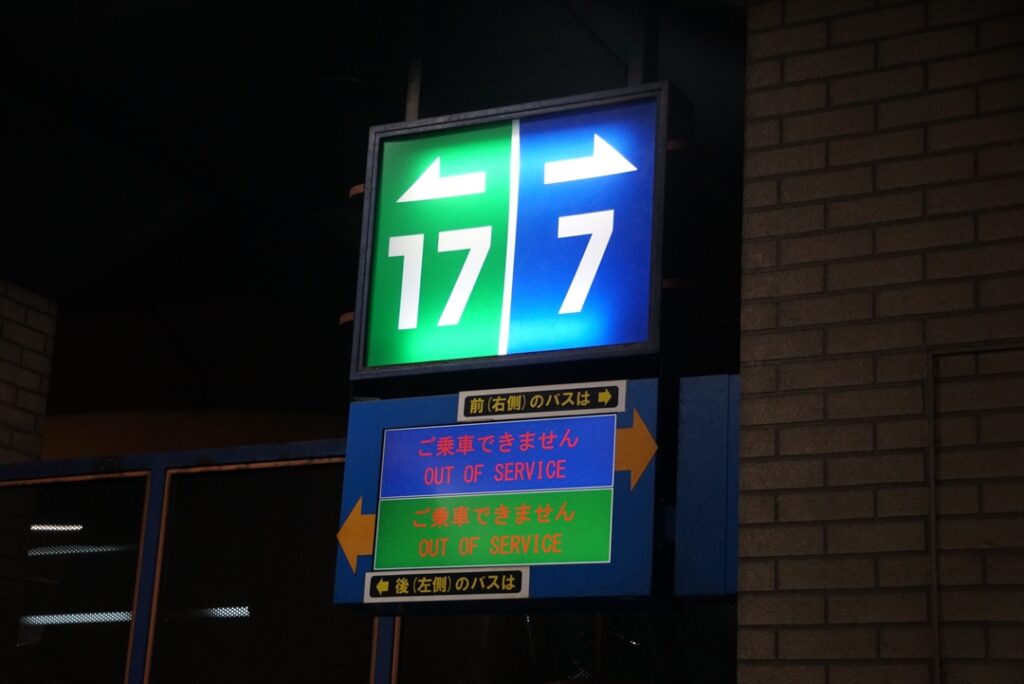 ← →
17 7
前(右側)のバスは ➡
ご乗車できません
OUT OF SERVICE
ご乗車できません
OUT OF SERVICE
⬅ 後(左側)のバスは